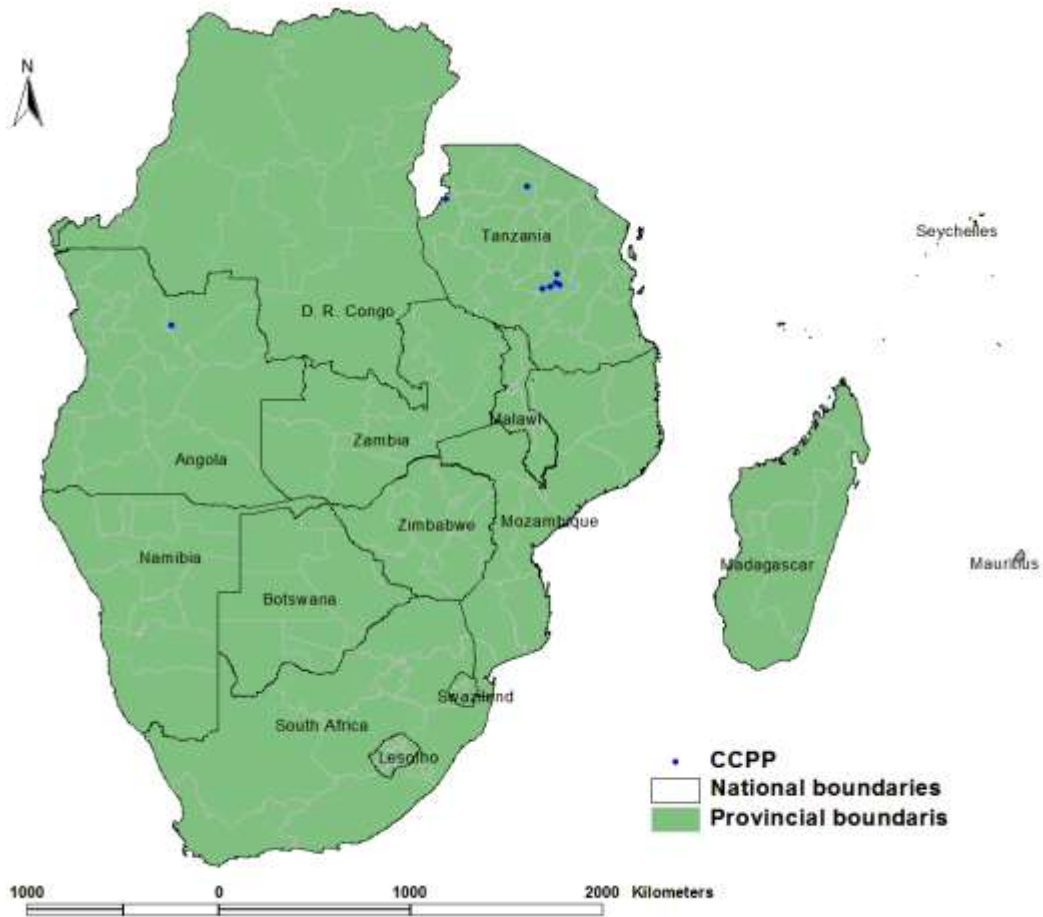 N
Seychelles
Tanzania
D. R. Congo
Malawi
Zambia
Angola
Zimbabwe
Mozambique
Namibia
Madagascar
Mauritius
Botswana
Swaziland
South Africa
Lesotho
CCPP
National boundaries
Provincial boundaris
1000 0 1000 2000 Kilometers